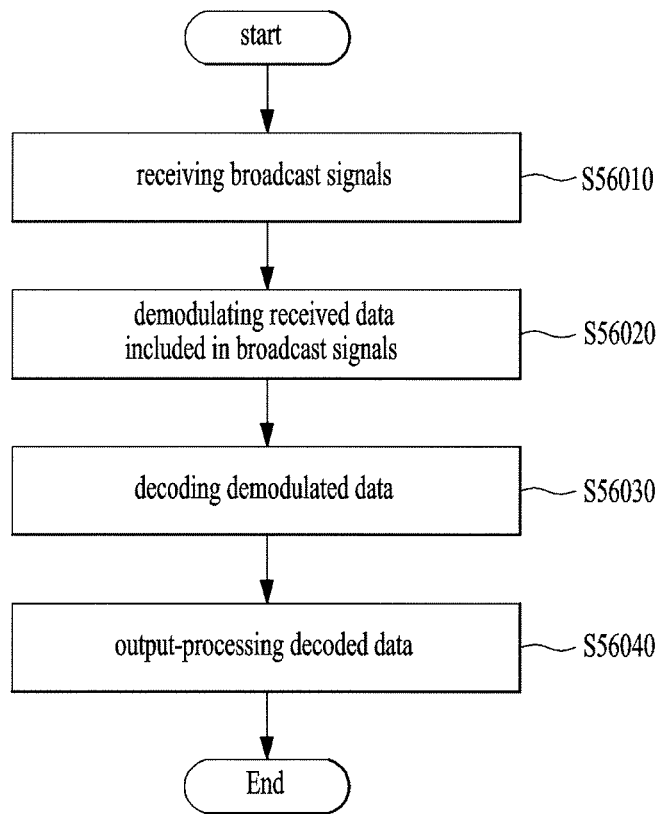 start
receiving broadcast signals
S56010
demodulating received data
included in broadcast signals
S56020
decoding demodulated data
S56030
output-processing decoded data
S56040
End